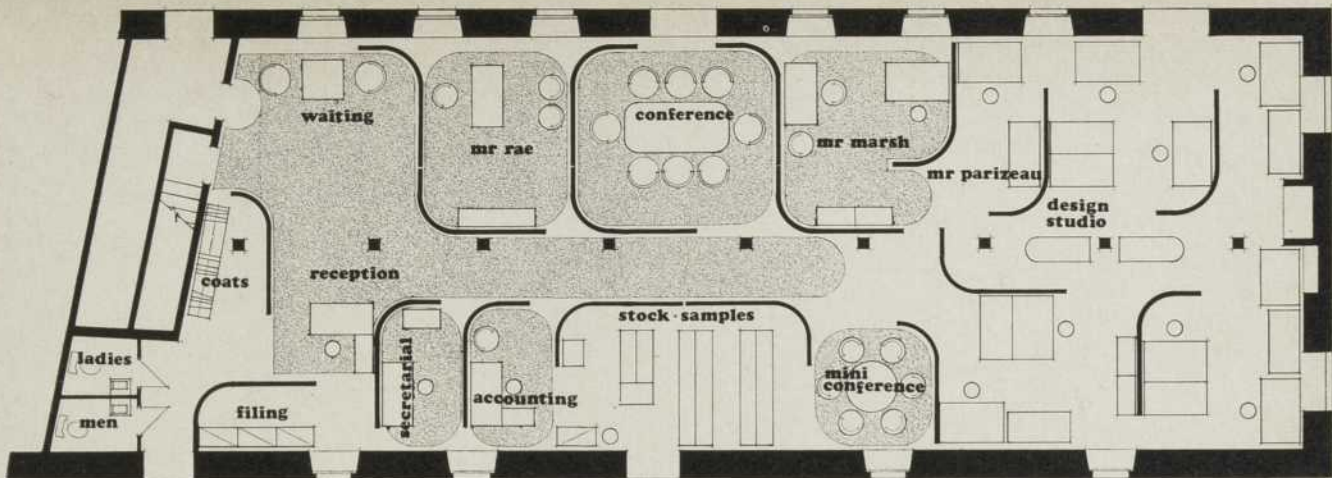 waiting
mr rae
conference
mr marsh
mr parizeau
design
studio
coats
reception
stock - samples
ladies
men
filing
secretarial
accounting
mini
conference